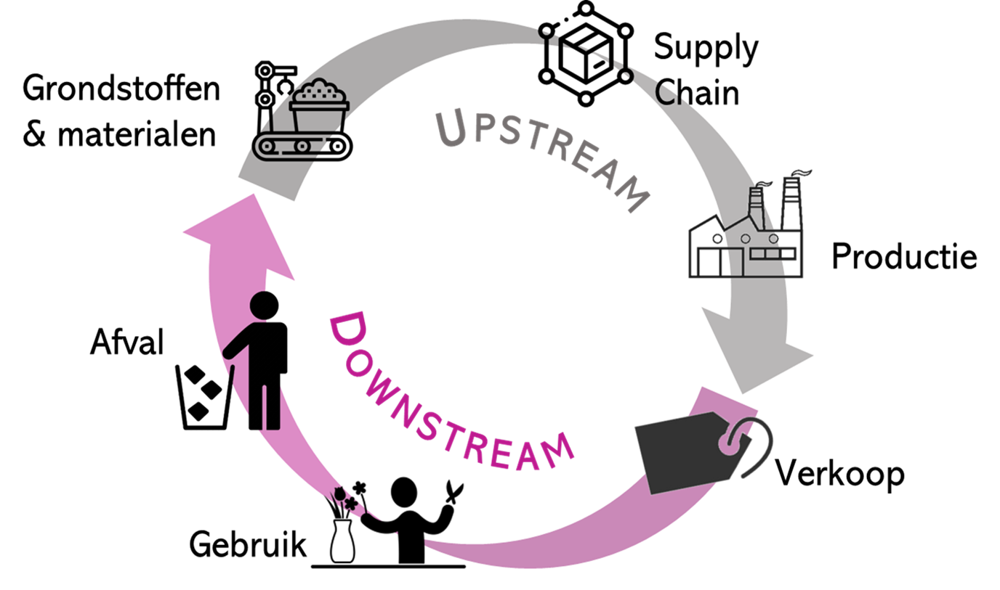 Supply
Chain
Grondstoffen
& materialen
UPSTREAM
Productie
Afval
DOWNSTREAM
Verkoop
Gebruik